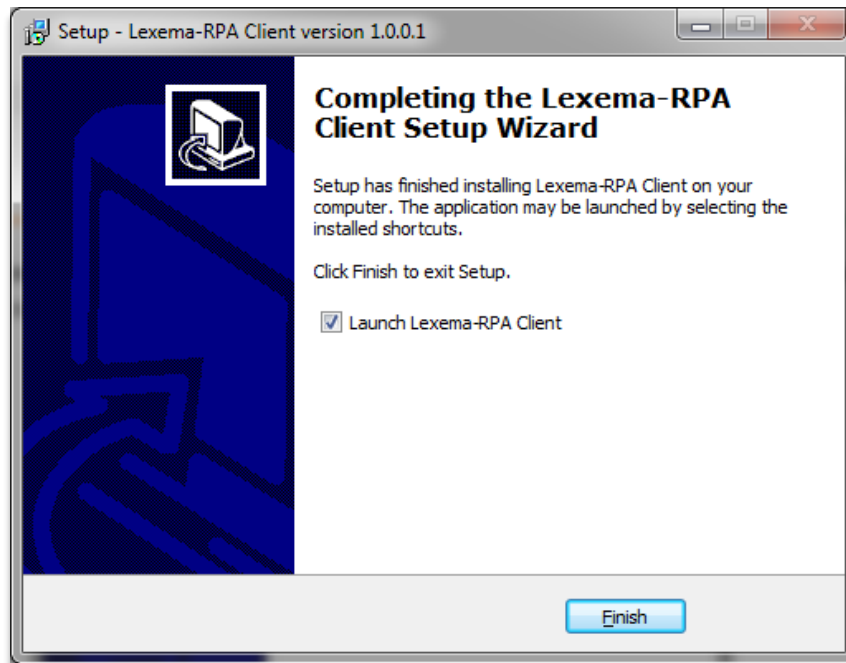 Setup - Lexema-RPA Client version 1.0.0.1
Completing the Lexema-RPA
Client Setup Wizard
Setup has finished installing Lexema-RPA Client on your
computer. The application may be launched by selecting the
installed shortcuts.
Click Finish to exit Setup.
Launch Lexema-RPA Client
Finish